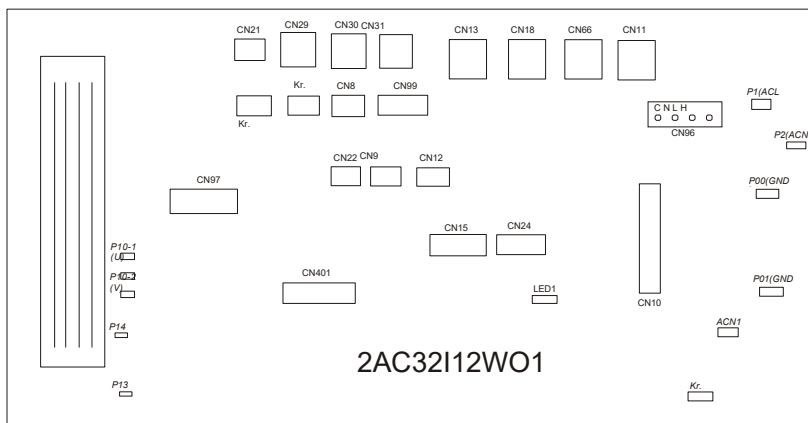 CN21 CN29 CN30 CN31 CN13 CN18 CN66 CN11
Kr. Kr. CN8 CN99
P1(ACL
C N L H
CN96
P2(ACN
CN22 CN9 CN12
CN97
P00(GND
CN15 CN24
P10-1
(U)
P10-2
(V)
CN401
LED1
CN10
P01(GND
P14
ACN1
2AC32I12WO1
P13
Kr.